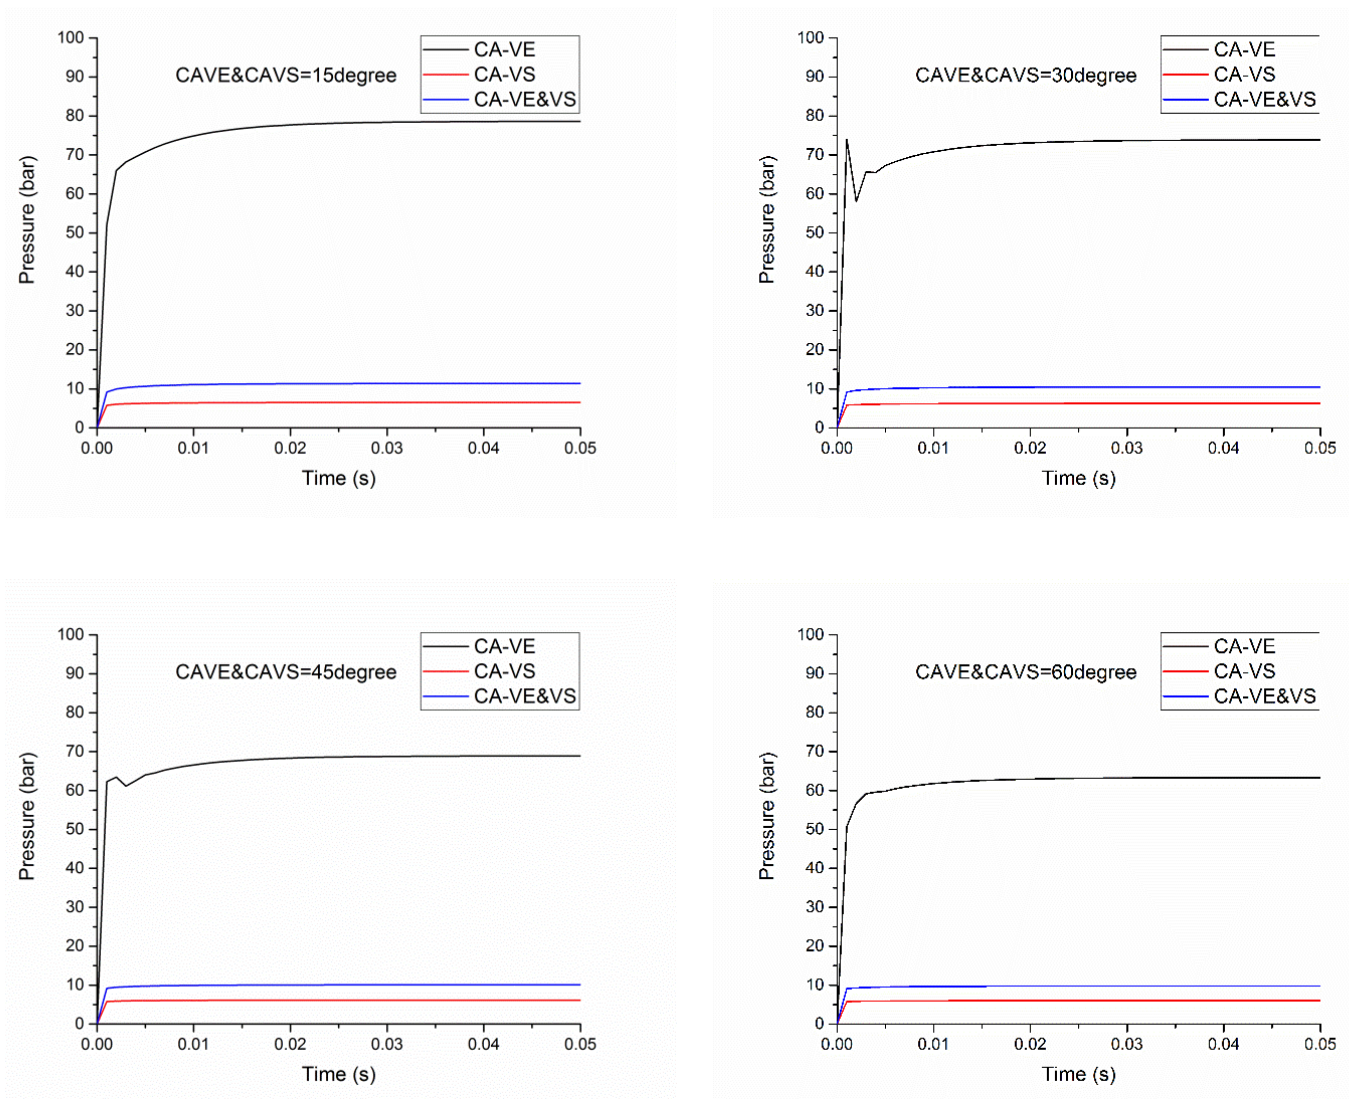 100
90
80
70
60
50
40
30
20
10
0
Pressure (bar)
CAVE&CAVS=15degree
CA-VE
CA-VS
CA-VE&VS
0.00 0.01 0.02 0.03 0.04 0.05
Time (s)
100
90
80
70
60
50
40
30
20
10
0
Pressure (bar)
CAVE&CAVS=30degree
CA-VE
CA-VS
CA-VE&VS
0.00 0.01 0.02 0.03 0.04 0.05
Time (s)
100
90
80
70
60
50
40
30
20
10
0
Pressure (bar)
CAVE&CAVS=45degree
CA-VE
CA-VS
CA-VE&VS
0.00 0.01 0.02 0.03 0.04 0.05
Time (s)
100
90
80
70
60
50
40
30
20
10
0
Pressure (bar)
CAVE&CAVS=60degree
CA-VE
CA-VS
CA-VE&VS
0.00 0.01 0.02 0.03 0.04 0.05
Time (s)